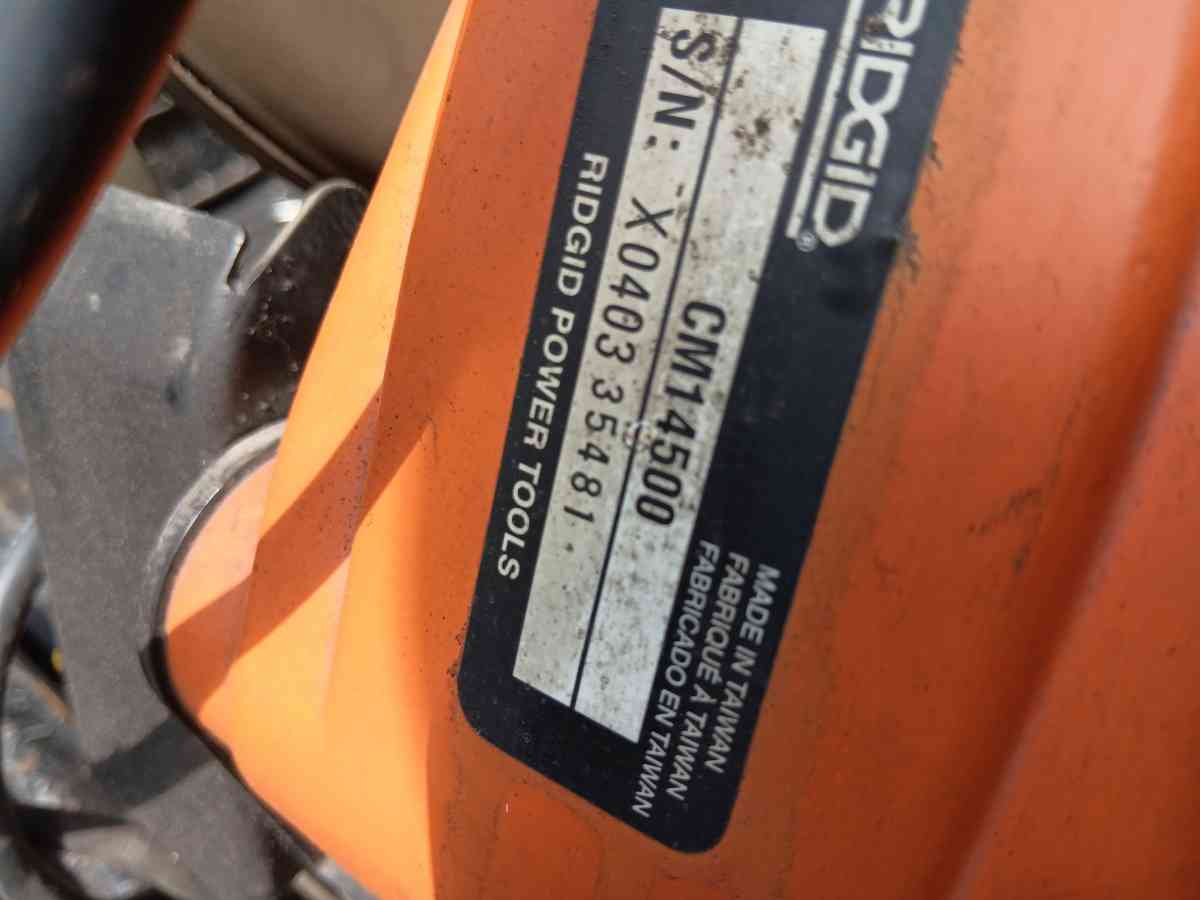 RIDGID®
CM14500
S/N: X0403 35481
RIDGID POWER TOOLS
MADE IN TAIWAN
FABRIQUÉ À TAIWAN
FABRICADO EN TAIWAN